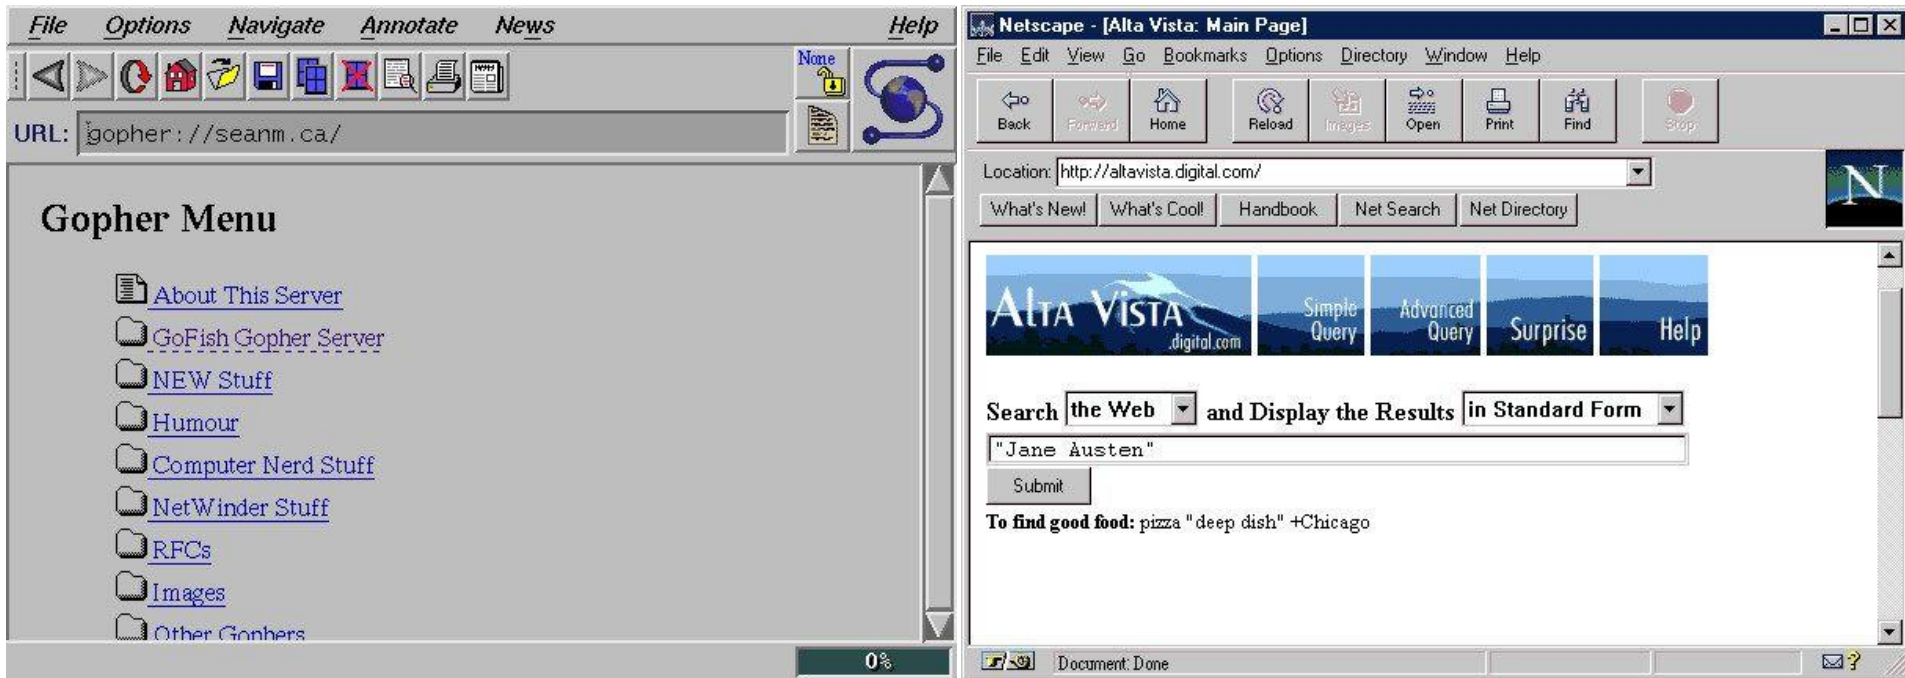 File Options Navigate Annotate News Help
None
URL: gopher://seanm.ca/
Gopher Menu
About This Server
GoFish Gopher Server
NEW Stuff
Humour
Computer Nerd Stuff
NetWinder Stuff
RFCs
Images
Other Gophers
0%
Netscape - [Alta Vista: Main Page]
File Edit View Go Bookmarks Options Directory Window Help
Back Forward Home Reload Images Open Print Find Stop
Location: http://altavista.digital.com/
N
What's New! What's Cool! Handbook Net Search Net Directory
ALTA VISTA .digital.com Simple Query Advanced Query Surprise Help
Search the Web and Display the Results in Standard Form
"Jane Austen"
Submit
To find good food: pizza "deep dish" +Chicago
Document: Done